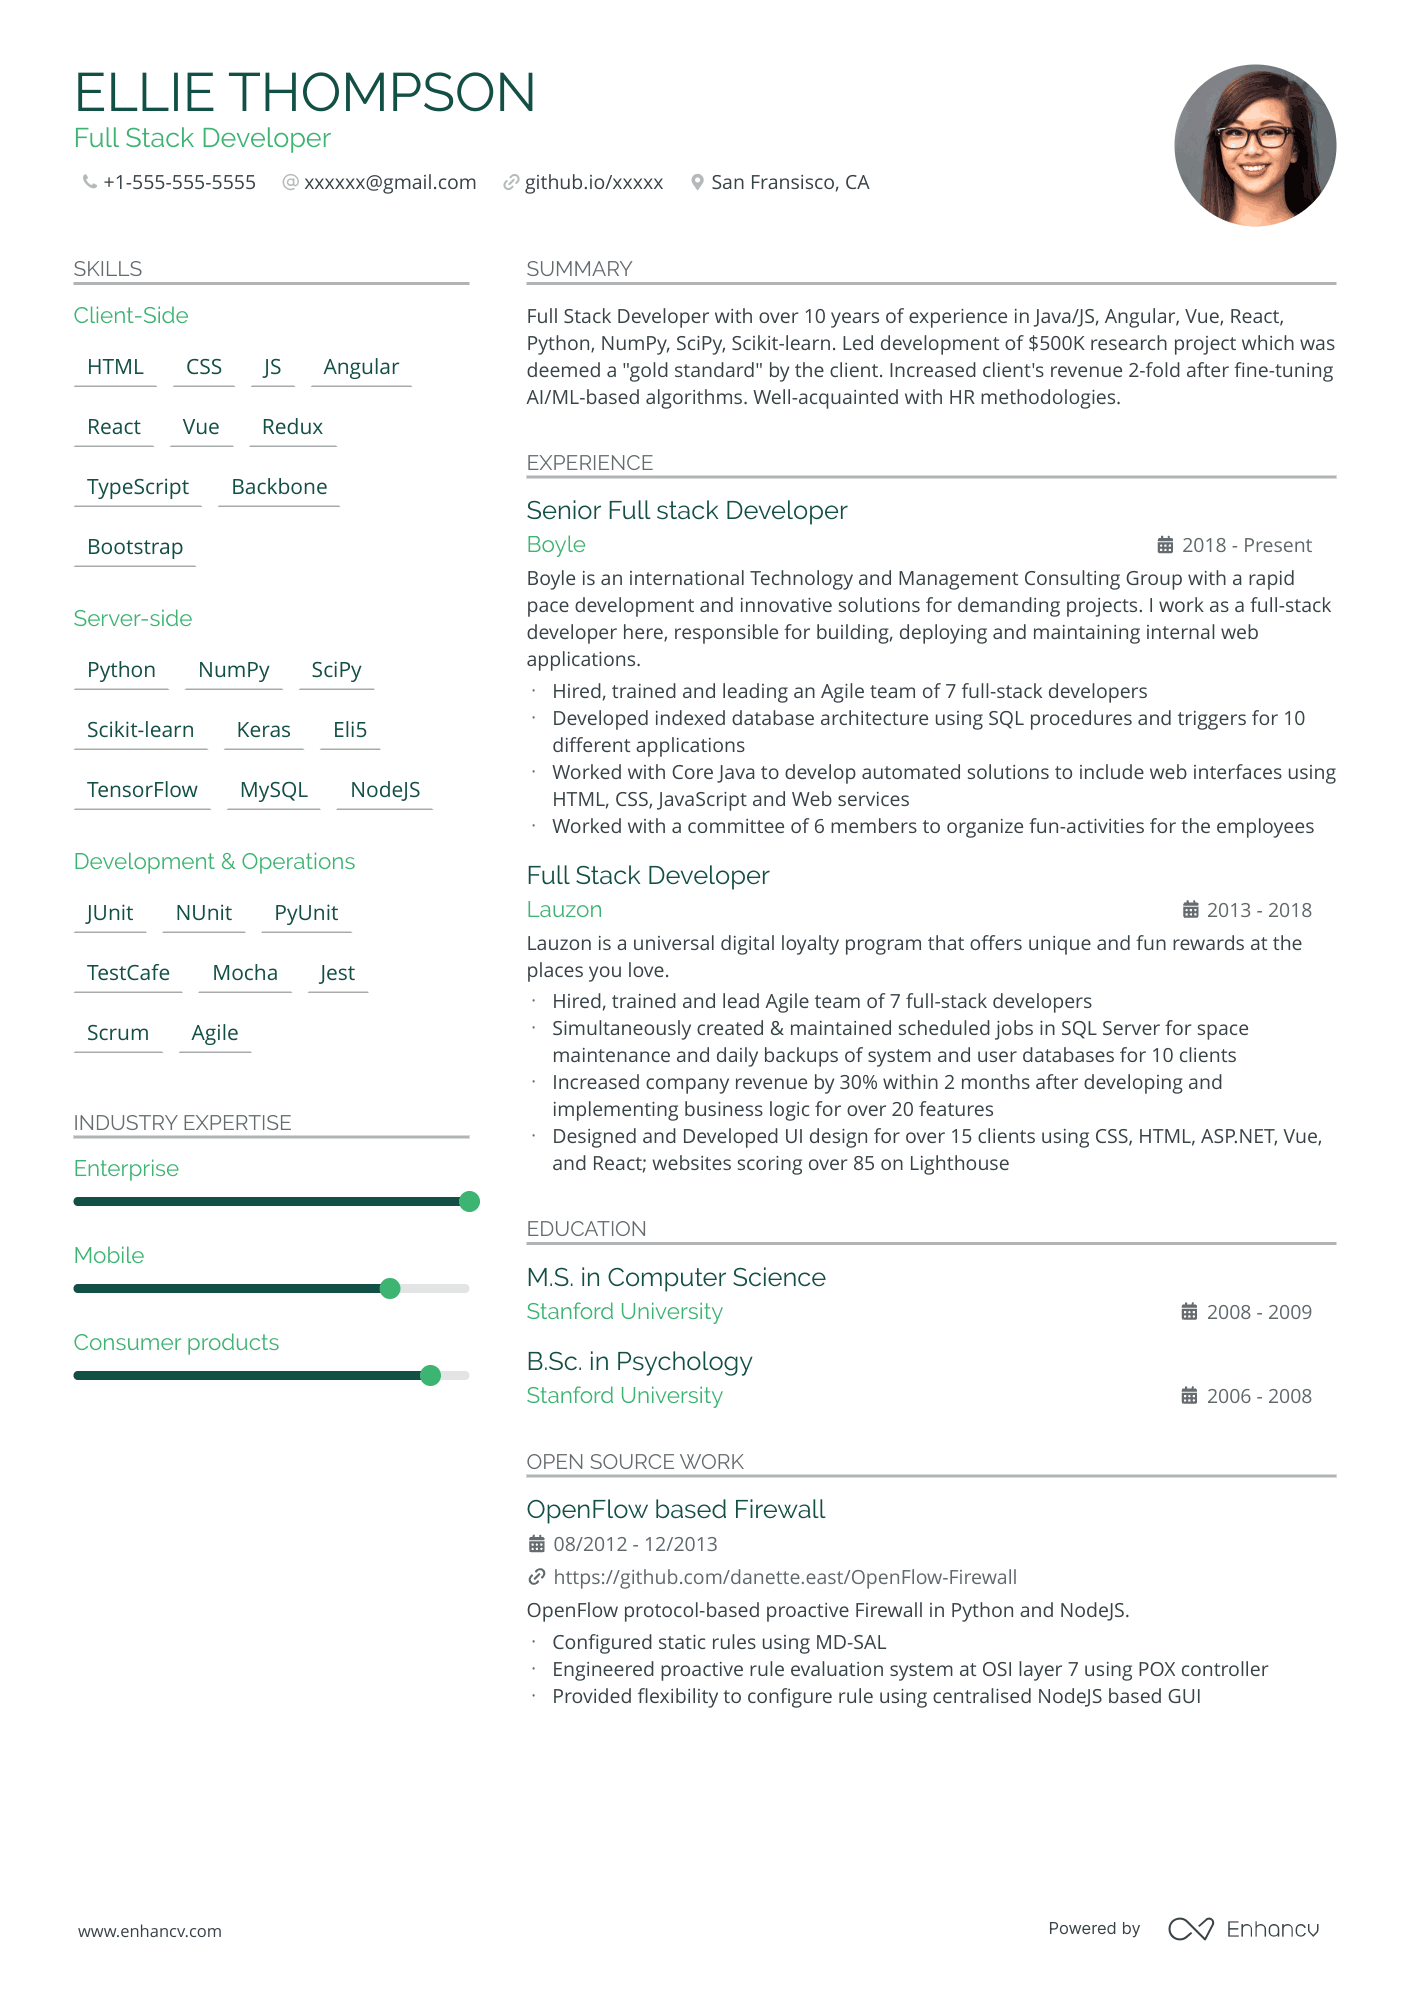 ELLIE THOMPSON
Full Stack Developer
+1-555-555-5555 @ xxxxxx@gmail.com github.io/xxxxx San Fransisco, CA
SKILLS
Client-Side
HTML CSS JS Angular
React Vue Redux
TypeScript Backbone
Bootstrap
Server-side
Python NumPy SciPy
Scikit-learn Keras Eli5
TensorFlow MySQL NodeJS
Development & Operations
JUnit NUnit PyUnit
TestCafe Mocha Jest
Scrum Agile
INDUSTRY EXPERTISE
Enterprise
Mobile
Consumer products
SUMMARY
Full Stack Developer with over 10 years of experience in Java/JS, Angular, Vue, React,
Python, NumPy, SciPy, Scikit-learn. Led development of $500K research project which was
deemed a "gold standard" by the client. Increased client's revenue 2-fold after fine-tuning
AI/ML-based algorithms. Well-acquainted with HR methodologies.
EXPERIENCE
Senior Full stack Developer
Boyle 2018 - Present
Boyle is an international Technology and Management Consulting Group with a rapid
pace development and innovative solutions for demanding projects. I work as a full-stack
developer here, responsible for building, deploying and maintaining internal web
applications.
· Hired, trained and leading an Agile team of 7 full-stack developers
· Developed indexed database architecture using SQL procedures and triggers for 10
different applications
· Worked with Core Java to develop automated solutions to include web interfaces using
HTML, CSS, JavaScript and Web services
· Worked with a committee of 6 members to organize fun-activities for the employees
Full Stack Developer
Lauzon 2013 - 2018
Lauzon is a universal digital loyalty program that offers unique and fun rewards at the
places you love.
· Hired, trained and lead Agile team of 7 full-stack developers
· Simultaneously created & maintained scheduled jobs in SQL Server for space
maintenance and daily backups of system and user databases for 10 clients
· Increased company revenue by 30% within 2 months after developing and
implementing business logic for over 20 features
· Designed and Developed UI design for over 15 clients using CSS, HTML, ASP.NET, Vue,
and React; websites scoring over 85 on Lighthouse
EDUCATION
M.S. in Computer Science
Stanford University 2008 - 2009
B.Sc. in Psychology
Stanford University 2006 - 2008
OPEN SOURCE WORK
OpenFlow based Firewall
08/2012 - 12/2013
https://github.com/danette.east/OpenFlow-Firewall
OpenFlow protocol-based proactive Firewall in Python and NodeJS.
· Configured static rules using MD-SAL
· Engineered proactive rule evaluation system at OSI layer 7 using POX controller
· Provided flexibility to configure rule using centralised NodeJS based GUI
www.enhancv.com
Powered by Enhancv